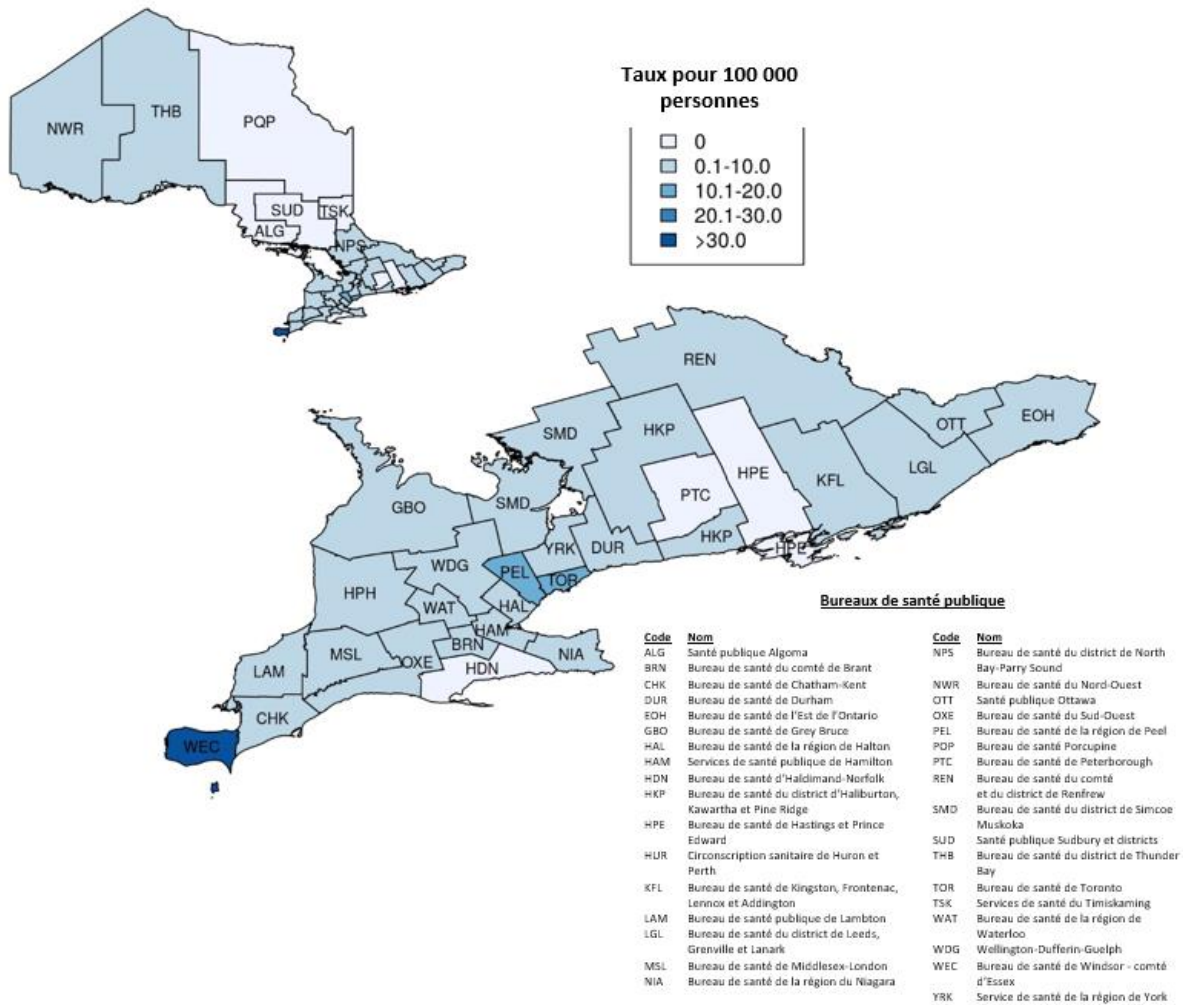 Taux pour 100 000
personnes
0
0.1-10.0
10.1-20.0
20.1-30.0
>30.0
NWR
THB
PQP
SUD
TSK
ALG
NPS
REN
SMD
HKP
OTT
EOH
HPE
LGL
KFL
PTC
GBO
SMD
HKP
YRK
DUR
HPE
WDG
PEL
TOR
HPH
WAT
HAL
HAM
BRN
MSL
OXE
NIA
HDN
LAM
CHK
WEC
Bureaux de santé publique
Code Nom
ALG Santé publique Algoma
BRN Bureau de santé du comté de Brant
CHK Bureau de santé de Chatham-Kent
DUR Bureau de santé de Durham
EOH Bureau de santé de l'Est de l'Ontario
GBO Bureau de santé de Grey Bruce
HAL Bureau de santé de la région de Halton
HAM Services de santé publique de Hamilton
HDN Bureau de santé d'Haldimand-Norfolk
HKP Bureau de santé du district d'Haliburton,
Kawartha et Pine Ridge
HPE Bureau de santé de Hastings et Prince
Edward
HUR Circonscription sanitaire de Huron et
Perth
KFL Bureau de santé de Kingston, Frontenac,
Lennox et Addington
LAM Bureau de santé publique de Lambton
LGL Bureau de santé du district de Leeds,
Grenville et Lanark
MSL Bureau de santé de Middlesex-London
NIA Bureau de santé de la région du Niagara
Code Nom
NPS Bureau de santé du district de North
Bay-Parry Sound
NWR Bureau de santé du Nord-Ouest
OTT Santé publique Ottawa
OXE Bureau de santé du Sud-Ouest
PEL Bureau de santé de la région de Peel
PQP Bureau de santé Porcupine
PTC Bureau de santé de Peterborough
REN Bureau de santé du comté
et du district de Renfrew
SMD Bureau de santé du district de Simcoe
Muskoka
SUD Santé publique Sudbury et districts
THB Bureau de santé du district de Thunder
Bay
TOR Bureau de santé de Toronto
TSK Services de santé du Timiskaming
WAT Bureau de santé de la région de
Waterloo
WDG Wellington-Dufferin-Guelph
WEC Bureau de santé de Windsor - comté
d'Essex
YRK Service de santé de la région de York